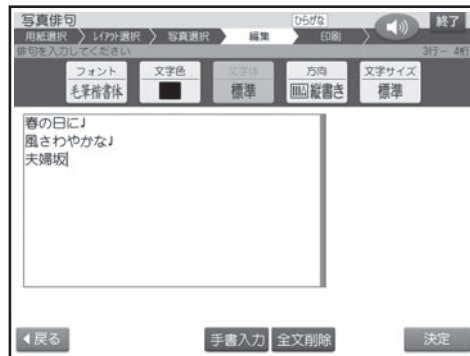 写真俳句
ひらがな
終了
用紙選択
レイアウト選択
写真選択
編集
印刷
俳句を入力してください
3行- 4桁
フォント
毛筆楷書体
文字色
文字体
標準
方向
縦書き
文字サイズ
標準
春の日に
風さわやかな
夫婦坂
戻る
手書入力
全文削除
決定